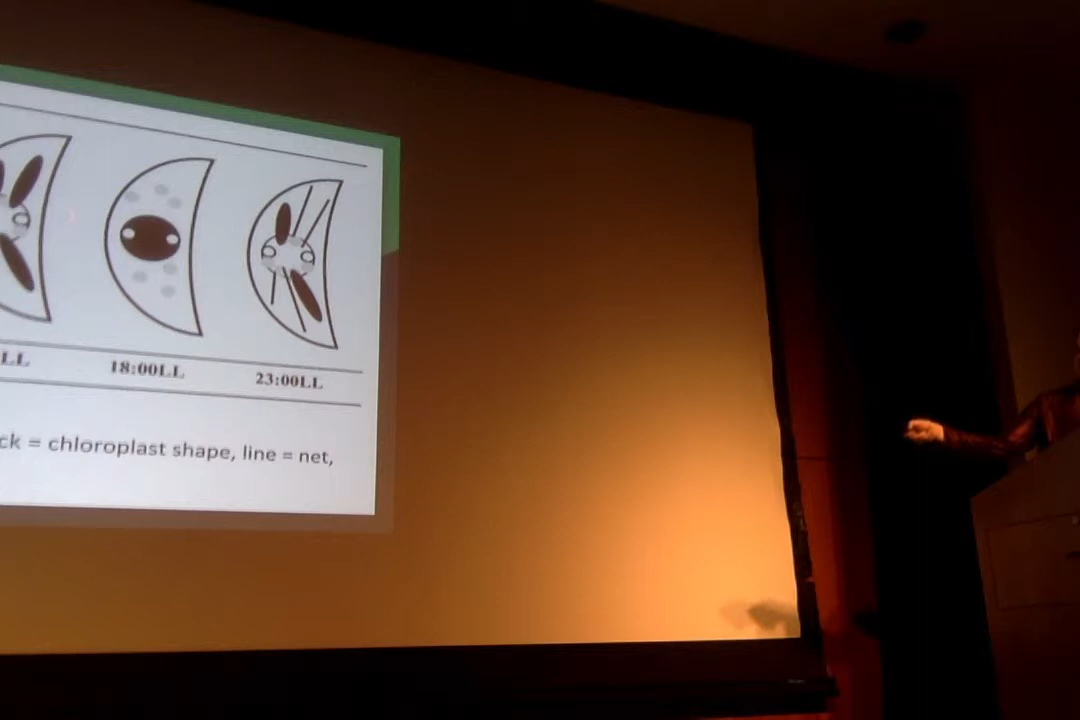 LL 18:00LL 23:00LL
ck = chloroplast shape, line = net,